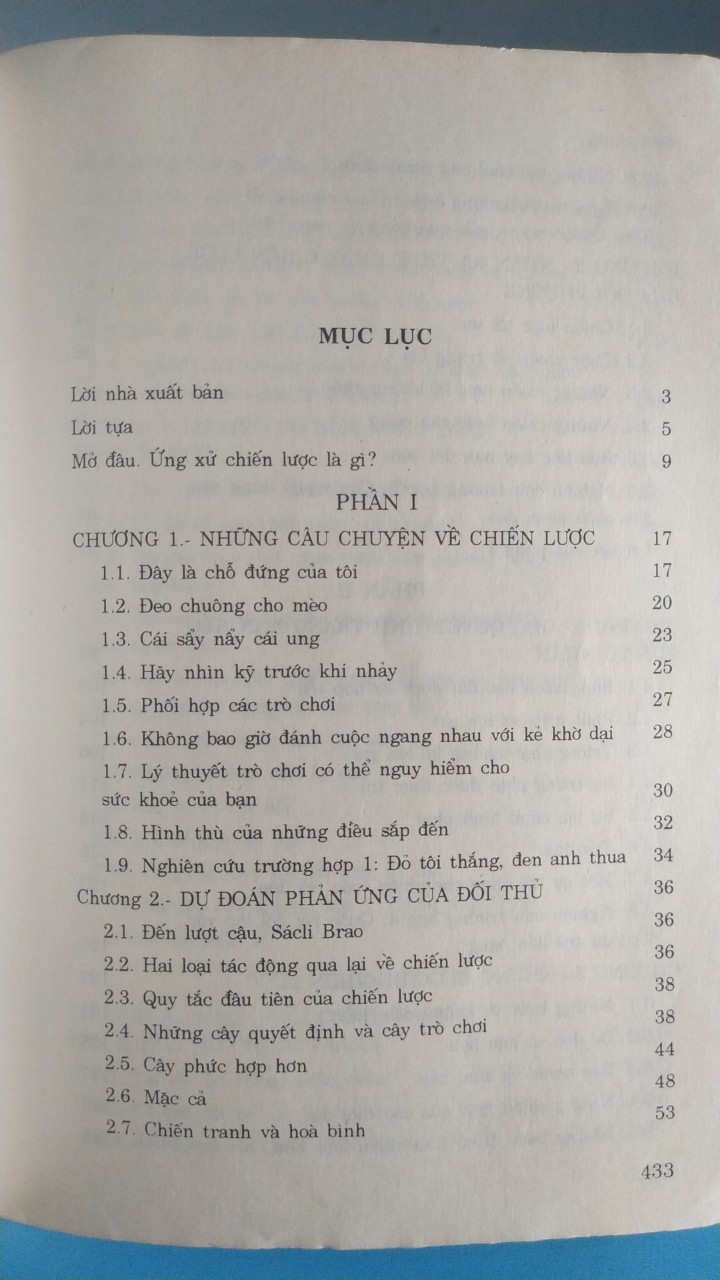 MỤC LỤC
Lời nhà xuất bản 3
Lời tựa 5
Mở đầu. Ứng xử chiến lược là gì? 9
PHẦN I
CHƯƠNG 1.- NHỮNG CÂU CHUYỆN VỀ CHIẾN LƯỢC 17
1.1. Đây là chỗ đứng của tôi 17
1.2. Đeo chuông cho mèo 20
1.3. Cái sẩy nẩy cái ung 23
1.4. Hãy nhìn kỹ trước khi nhảy 25
1.5. Phối hợp các trò chơi 27
1.6. Không bao giờ đánh cuộc ngang nhau với kẻ khờ dại 28
1.7. Lý thuyết trò chơi có thể nguy hiểm cho
sức khoẻ của bạn 30
1.8. Hình thù của những điều sắp đến 32
1.9. Nghiên cứu trường hợp 1: Đỏ tôi thắng, đen anh thua 34
Chương 2.- DỰ ĐOÁN PHẢN ỨNG CỦA ĐỐI THỦ 36
2.1. Đến lượt cậu, Sácli Brao 36
2.2. Hai loại tác động qua lại về chiến lược 36
2.3. Quy tắc đầu tiên của chiến lược 38
2.4. Những cây quyết định và cây trò chơi 38
2.5. Cây phức hợp hơn 44
2.6. Mặc cả 48
2.7. Chiến tranh và hoà bình 53
433